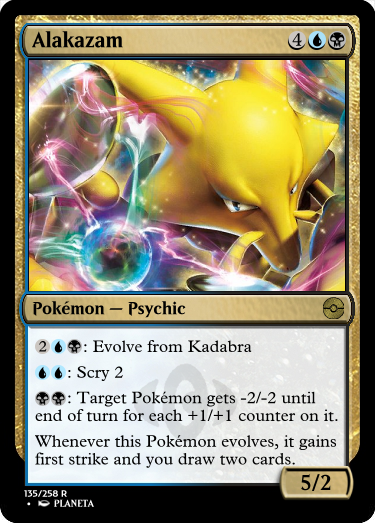 Alakazam 4
Pokémon — Psychic
2: Evolve from Kadabra
: Scry 2
: Target Pokémon gets -2/-2 until
end of turn for each +1/+1 counter on it.
Whenever this Pokémon evolves, it gains
first strike and you draw two cards.
5/2
135/258 R
• PLANETA